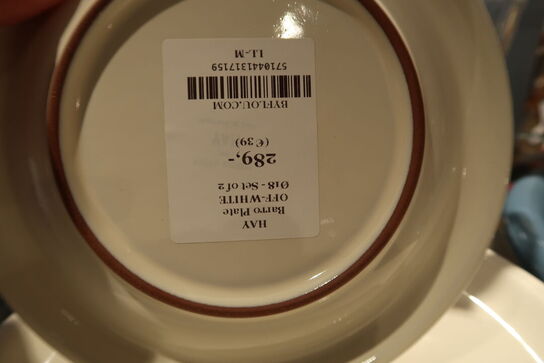 HAY
Barro Plate
OFF-WHITE
Ø18 - Set of 2
289,-
(€ 39)
BYFLOU.COM
5710441317159
LL-M